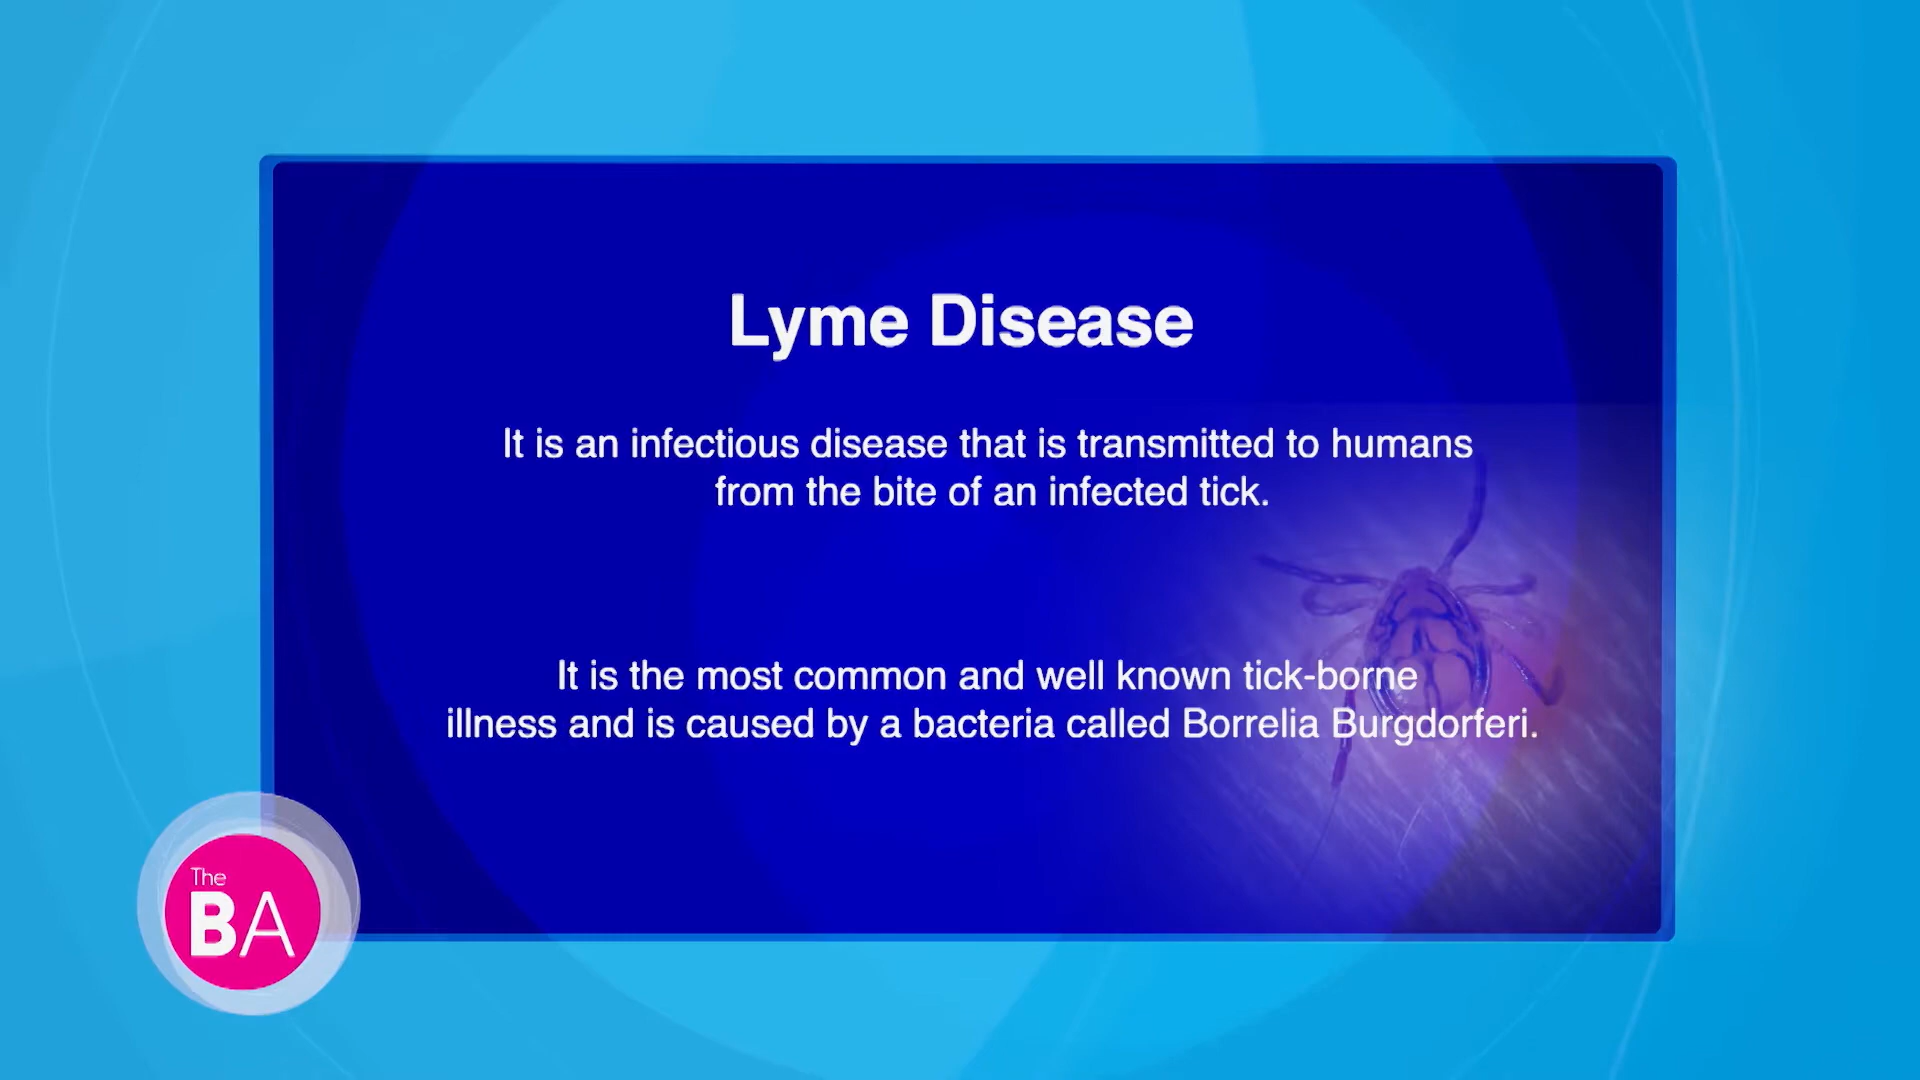 Lyme Disease
It is an infectious disease that is transmitted to humans
from the bite of an infected tick.
It is the most common and well known tick-borne
illness and is caused by a bacteria called Borrelia Burgdorferi.
The
BA